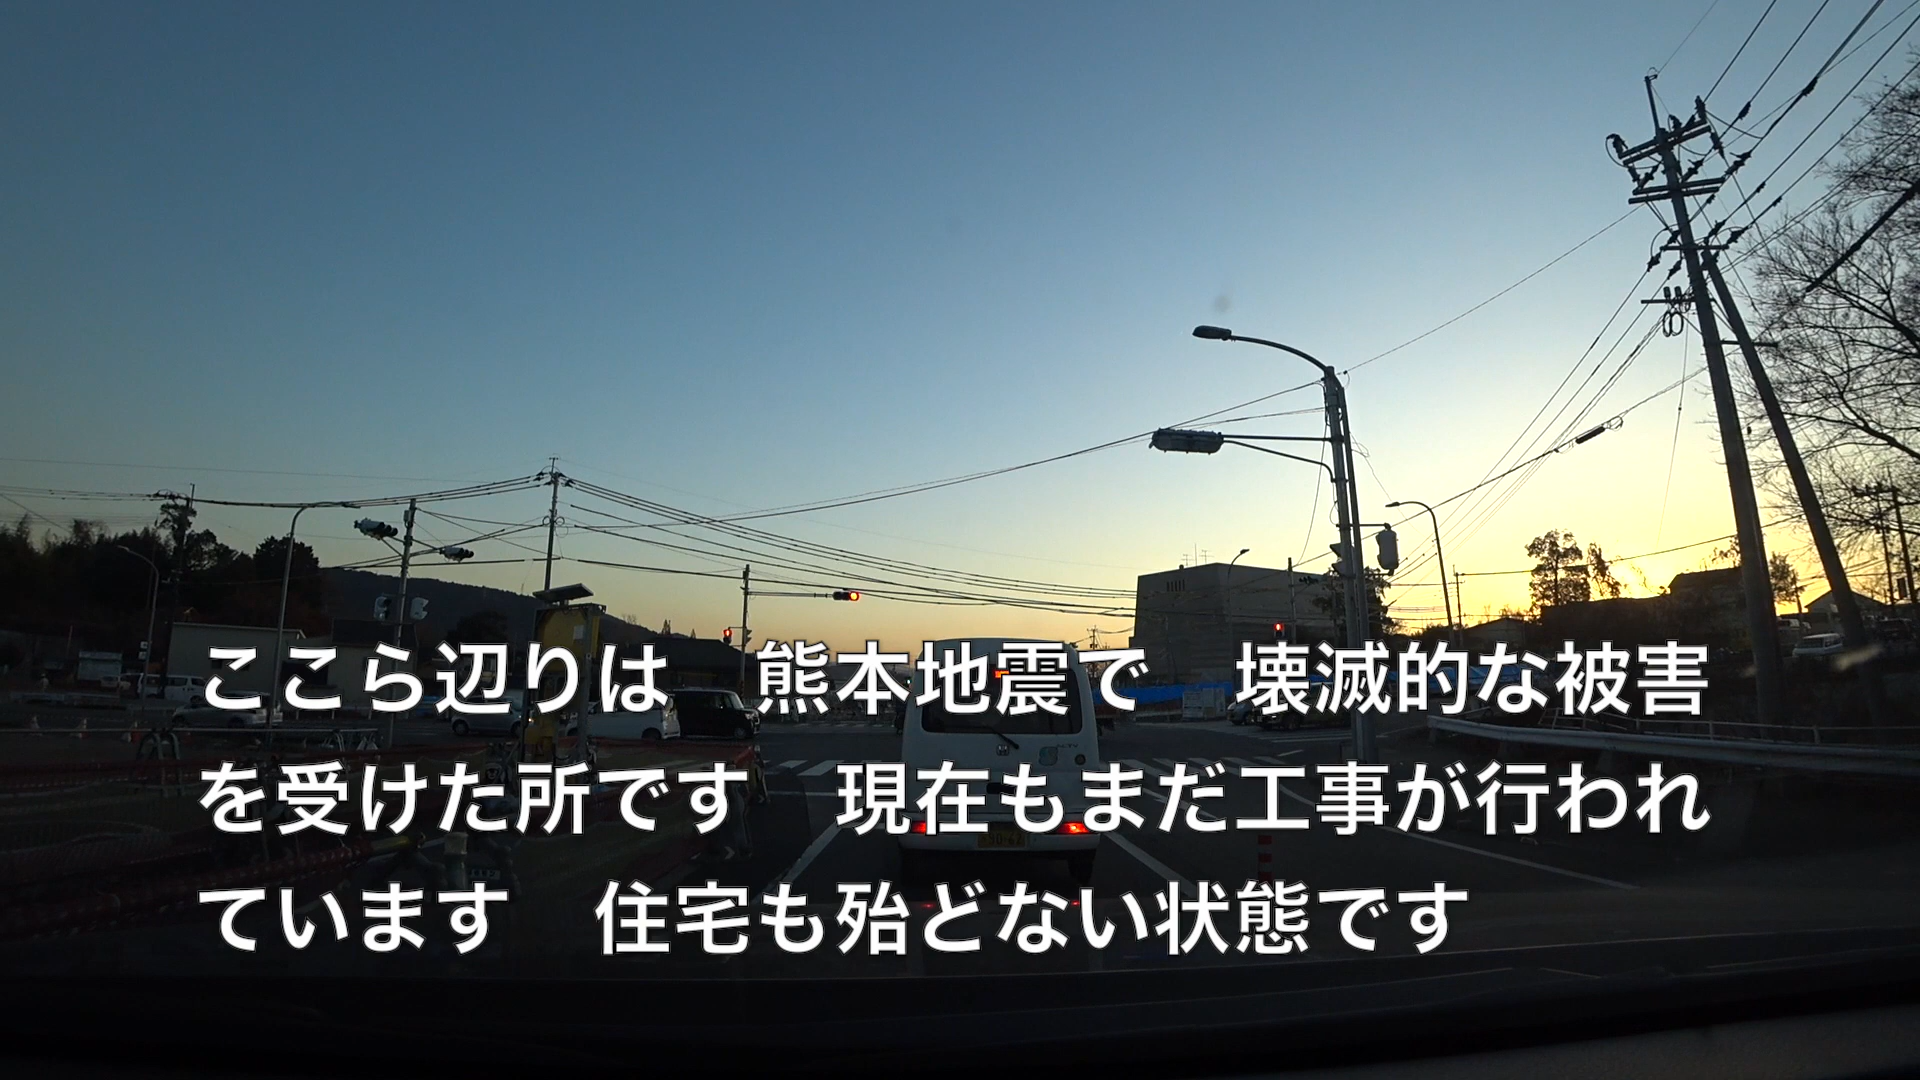 ここら辺りは　熊本地震で　壊滅的な被害
を受けた所です　現在もまだ工事が行われ
ています　住宅も殆どない状態です